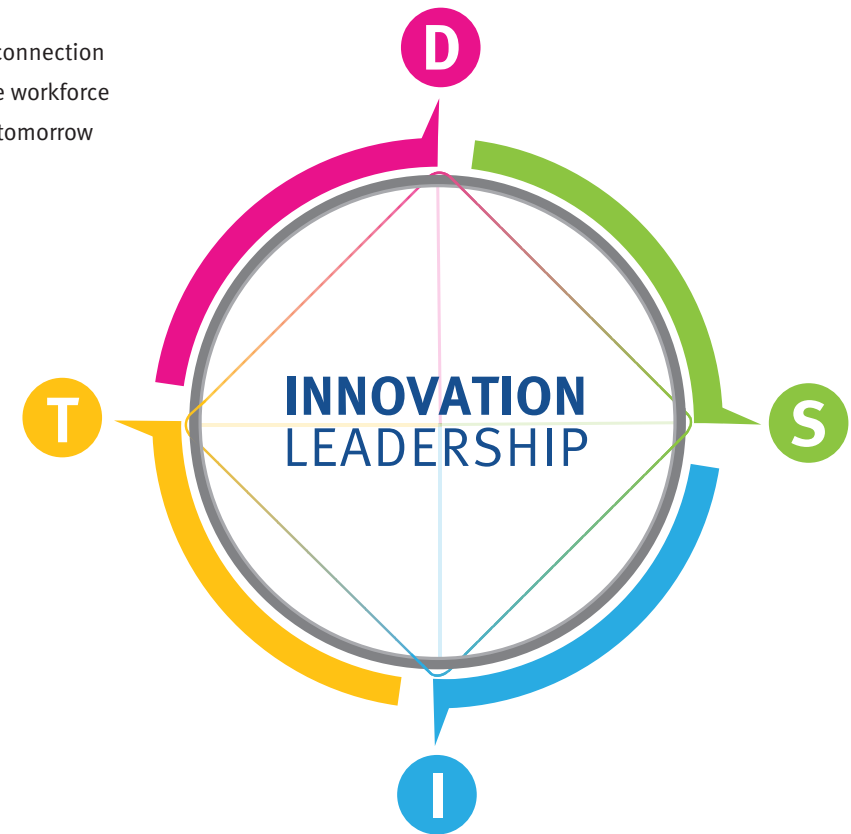 connection
e workforce
tomorrow
D
S
INNOVATION
LEADERSHIP
T
I